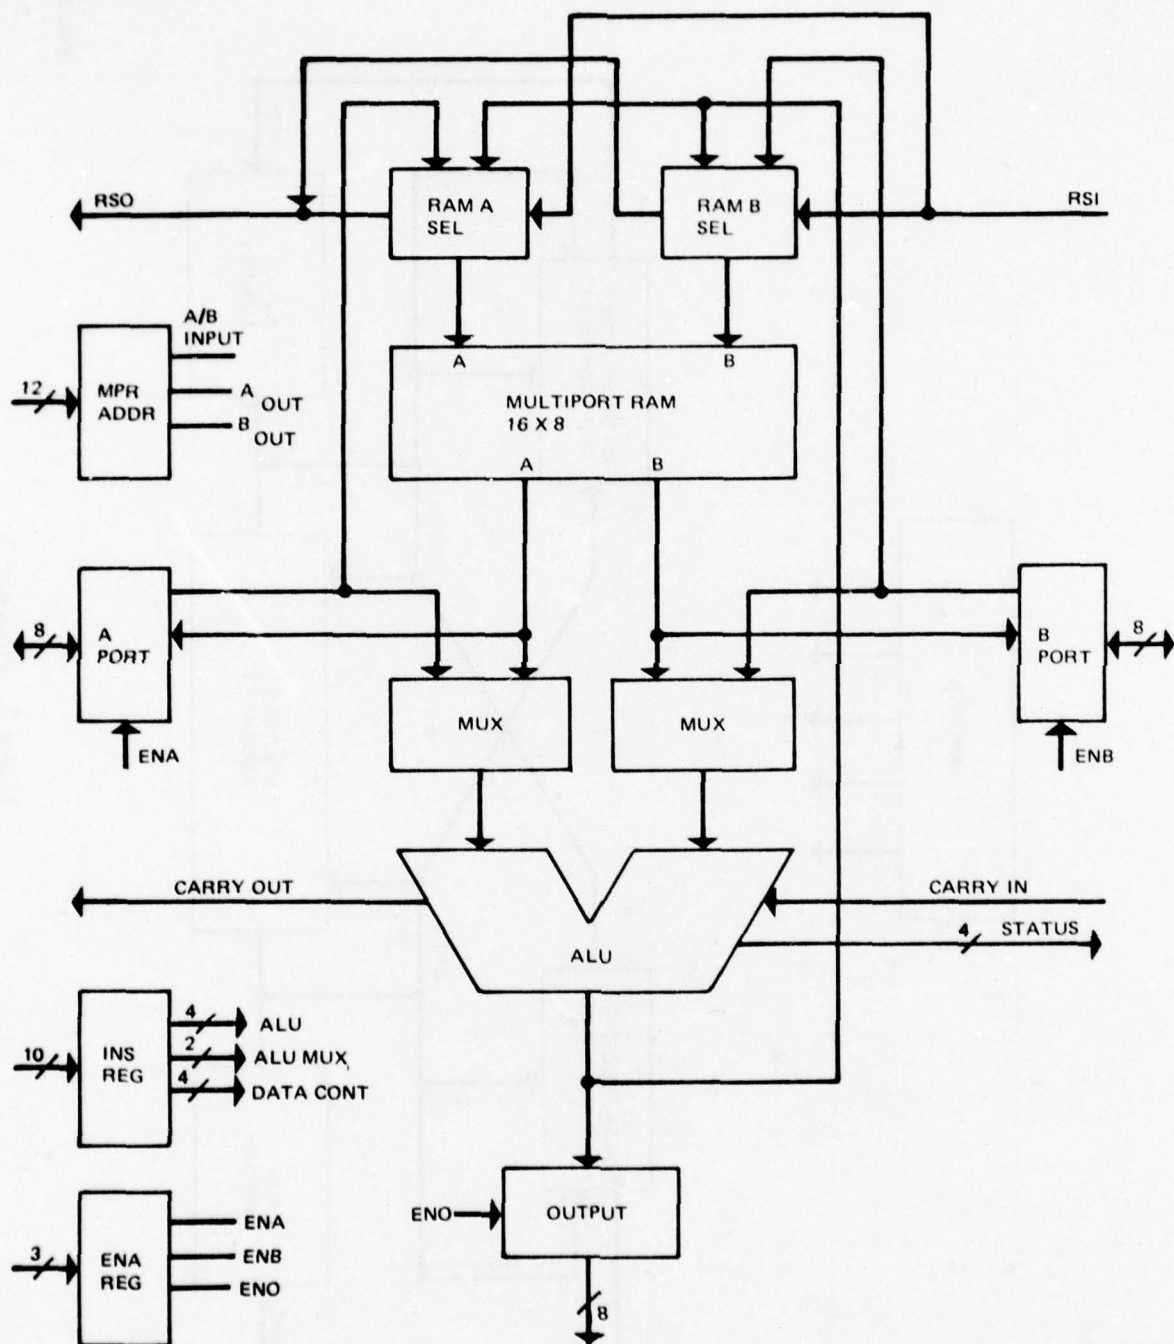 RSO
RAM A
SEL
RAM B
SEL
RSI
A/B
INPUT
12
MPR
ADDR
A OUT
B OUT
A
B
MULTIPORT RAM
16 X 8
A
B
8
A
PORT
ENA
B
PORT
8
ENB
MUX
MUX
CARRY OUT
CARRY IN
4
STATUS
ALU
10
INS
REG
4
ALU
2
ALU MUX
4
DATA CONT
ENO
OUTPUT
8
3
ENA
REG
ENA
ENB
ENO